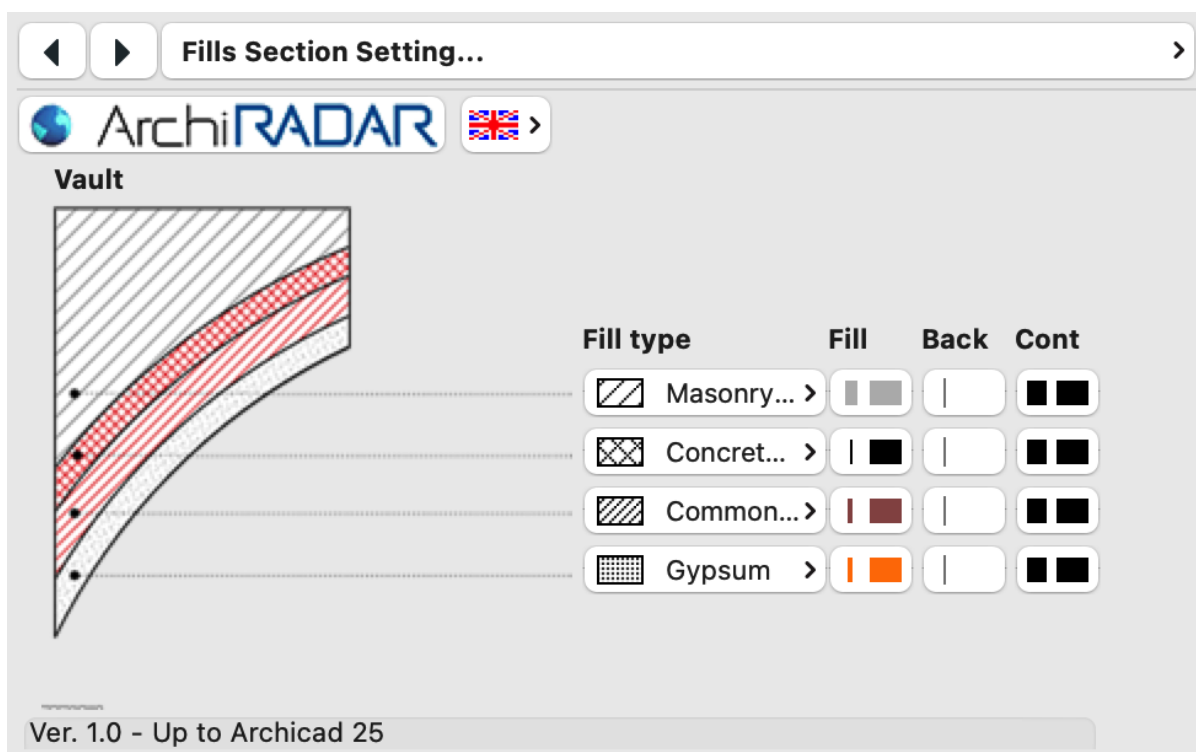 Fills Section Setting...
ArchiRADAR
Vault
Fill type Fill Back Cont
Masonry...
Concret...
Common...
Gypsum
Ver. 1.0 - Up to Archicad 25